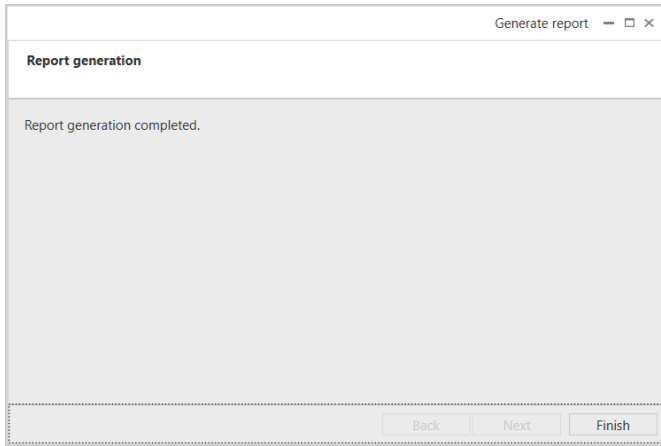 Generate report
Report generation
Report generation completed.
Back Next Finish